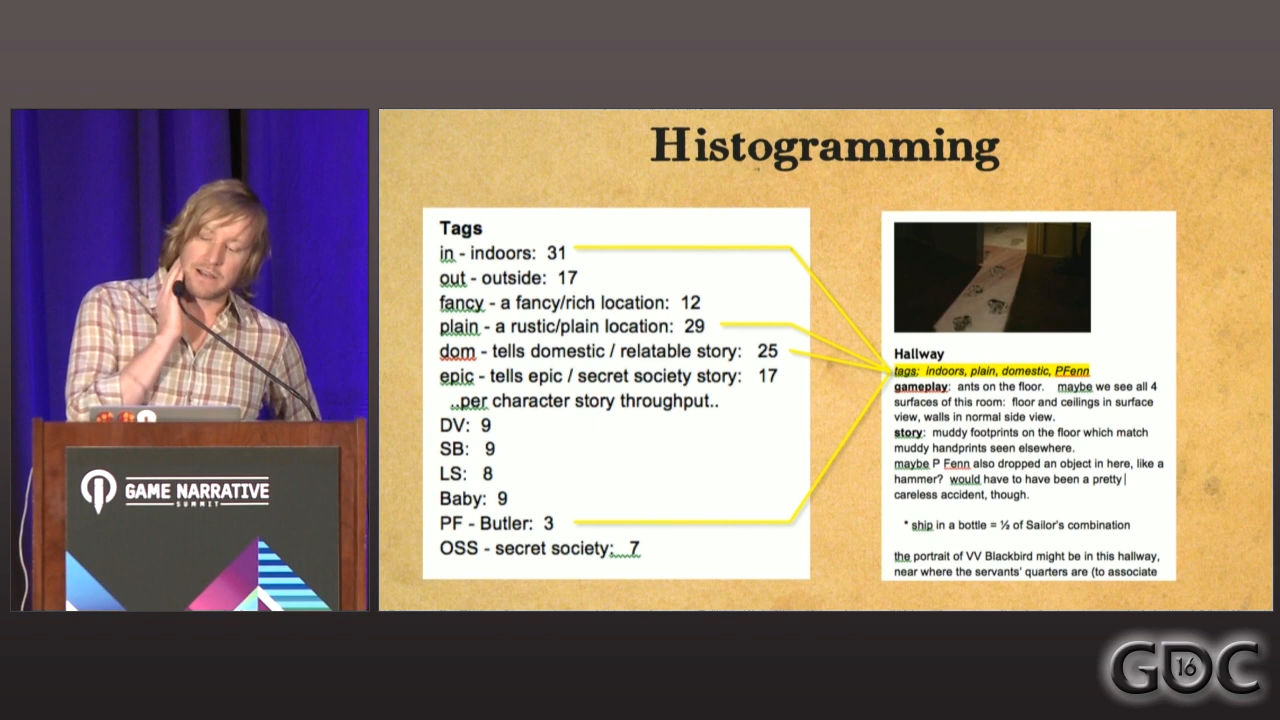 Histogramming
Tags
in - indoors: 31
out - outside: 17
fancy - a fancy/rich location: 12
plain - a rustic/plain location: 29
dom - tells domestic / relatable story: 25
epic - tells epic / secret society story: 17
..per character story throughput..
DV: 9
SB: 9
LS: 8
Baby: 9
PF - Butler: 3
OSS - secret society: 7
Hallway
tags: indoors, plain, domestic, PFenn
gameplay: ants on the floor. maybe we see all 4
surfaces of this room: floor and ceilings in surface
view, walls in normal side view.
story: muddy footprints on the floor which match
muddy handprints seen elsewhere.
maybe P Fenn also dropped an object in here, like a
hammer? would have to have been a pretty
careless accident, though.
* ship in a bottle = ½ of Sailor's combination
the portrait of VV Blackbird might be in this hallway,
near where the servants' quarters are (to associate
GAME NARRATIVE
SUMMIT
GDC
16